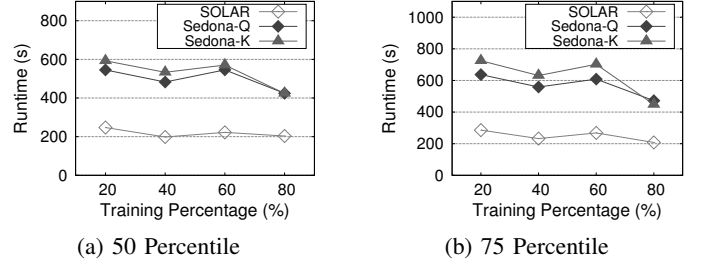 800
600
400
200
0
Runtime (s)
SOLAR
Sedona-Q
Sedona-K
20 40 60 80
Training Percentage (%)
(a) 50 Percentile
1000
800
600
400
200
0
Runtime (s)
SOLAR
Sedona-Q
Sedona-K
20 40 60 80
Training Percentage (%)
(b) 75 Percentile